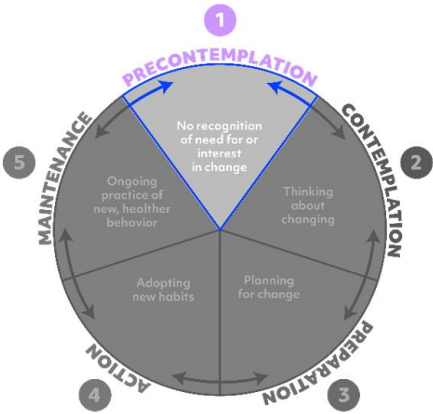 1
PRECONTEMPLATION
No recognition
of need for or
interest
in change
2
CONTEMPLATION
Thinking
about
changing
3
PREPARATION
Planning
for change
4
ACTION
Adopting
new habits
5
MAINTENANCE
Ongoing
practice of
new, healther
behavior